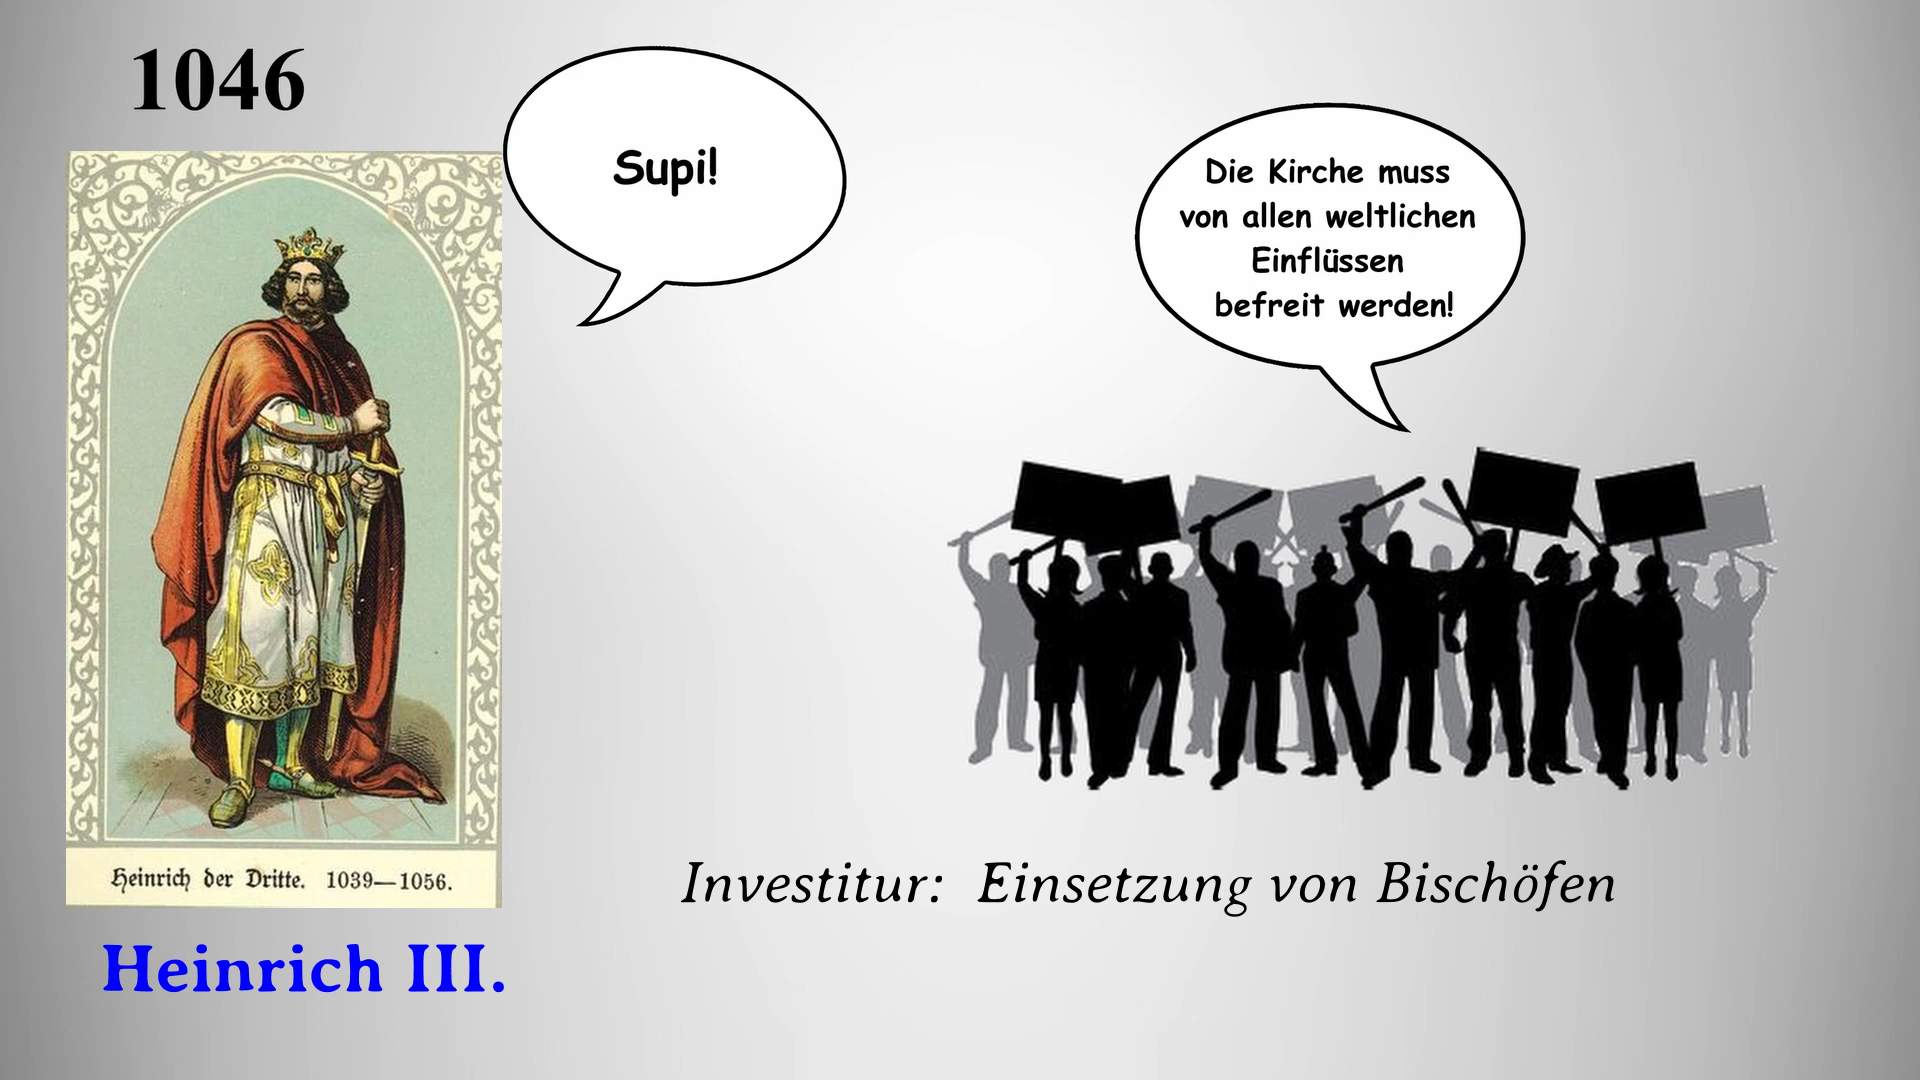 1046
Supi!
Die Kirche muss
von allen weltlichen
Einflüssen
befreit werden!
Heinrich der Dritte. 1039—1056.
Investitur: Einsetzung von Bischöfen
Heinrich III.